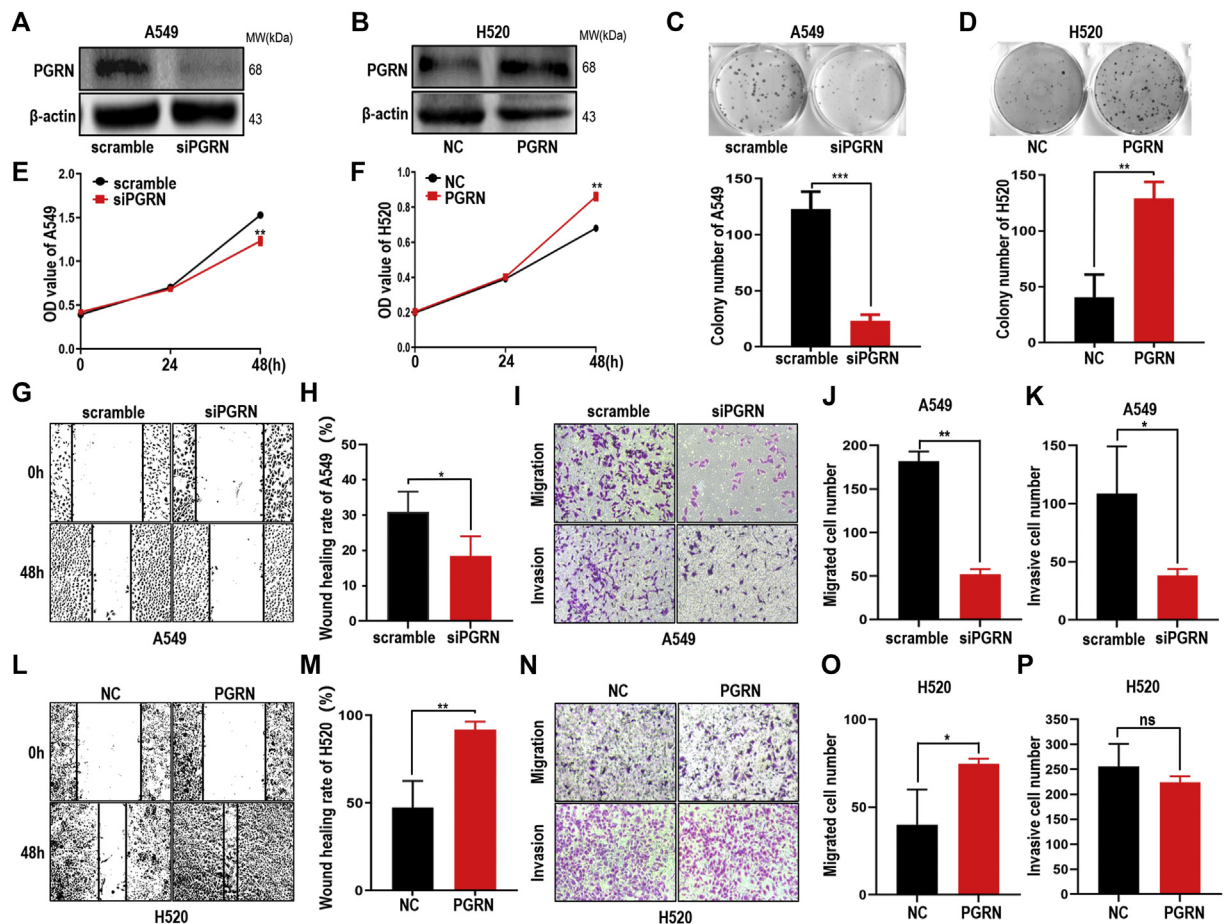 A
A549
MW(kDa)
PGRN
68
β-actin
43
scramble siPGRN
B
H520
MW(kDa)
PGRN
68
β-actin
43
NC PGRN
C
A549
scramble siPGRN
***
Colony number of A549
150
100
50
0
scramble siPGRN
D
H520
NC PGRN
**
Colony number of H520
150
100
50
0
NC PGRN
E
scramble
siPGRN
**
OD value of A549
2.0
1.5
1.0
0.5
0.0
0 24 48(h)
F
NC
PGRN
**
OD value of H520
1.0
0.8
0.6
0.4
0.2
0.0
0 24 48(h)
G
scramble siPGRN
0h
48h
A549
H
Wound healing rate of A549 (%)
50
40
30
20
10
0
*
scramble siPGRN
I
scramble siPGRN
Migration
Invasion
A549
J
A549
Migrated cell number
200
150
100
50
0
**
scramble siPGRN
K
A549
Invasive cell number
150
100
50
0
*
scramble siPGRN
L
NC PGRN
0h
48h
H520
M
Wound healing rate of H520 (%)
100
50
0
**
NC PGRN
N
NC PGRN
Migration
Invasion
H520
O
H520
Migrated cell number
100
50
0
*
NC PGRN
P
H520
Invasive cell number
350
300
250
200
150
100
50
0
ns
NC PGRN